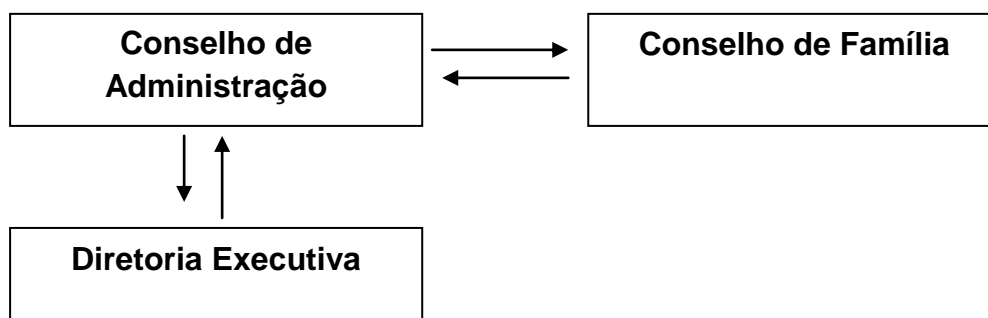 Conselho de
Administração
Conselho de Família
Diretoria Executiva